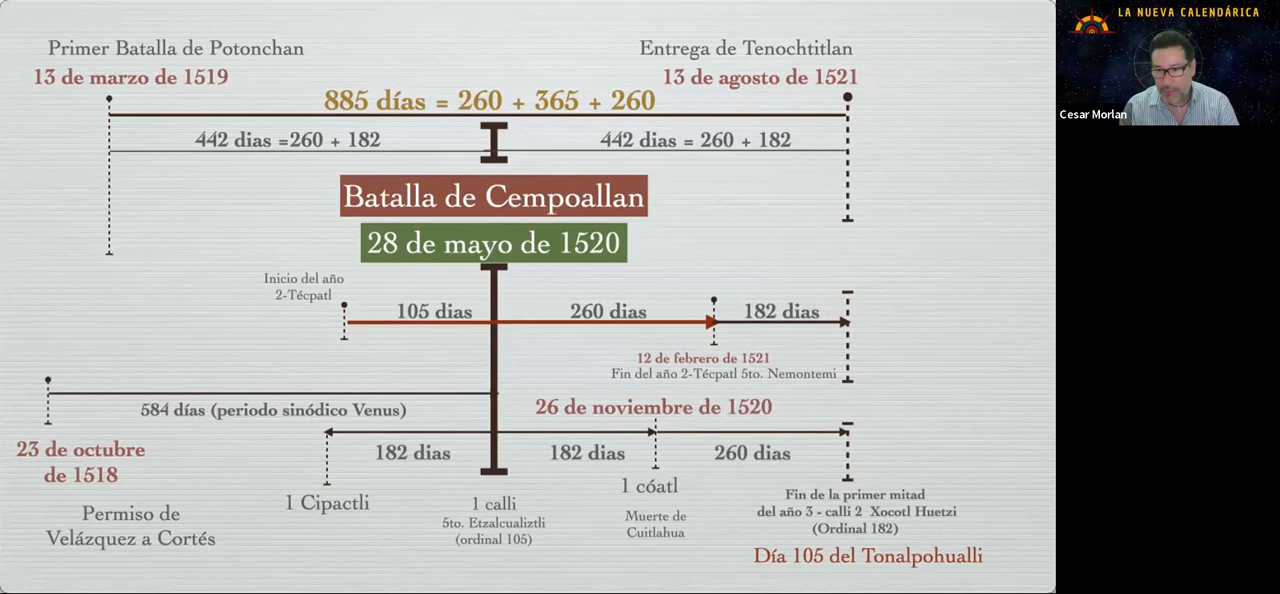 LA NUEVA CALENDÁRICA
Primer Batalla de Potonchan
Entrega de Tenochtitlan
13 de marzo de 1519
13 de agosto de 1521
885 días = 260 + 365 + 260
442 dias =260 + 182
442 dias = 260 + 182
Cesar Morlan
Batalla de Cempoallan
28 de mayo de 1520
Inicio del año
2-Técpatl
105 dias
260 dias
182 dias
12 de febrero de 1521
Fin del año 2-Técpatl 5to. Nemontemi
584 días (periodo sinódico Venus)
26 de noviembre de 1520
23 de octubre
de 1518
182 dias
182 dias
260 dias
Permiso de
Velázquez a Cortés
1 Cipactli
1 calli
5to. Etzalcualiztli
(ordinal 105)
1 cóatl
Muerte de
Cuitlahua
Fin de la primer mitad
del año 3 - calli 2 Xocotl Huetzi
(Ordinal 182)
Día 105 del Tonalpohualli